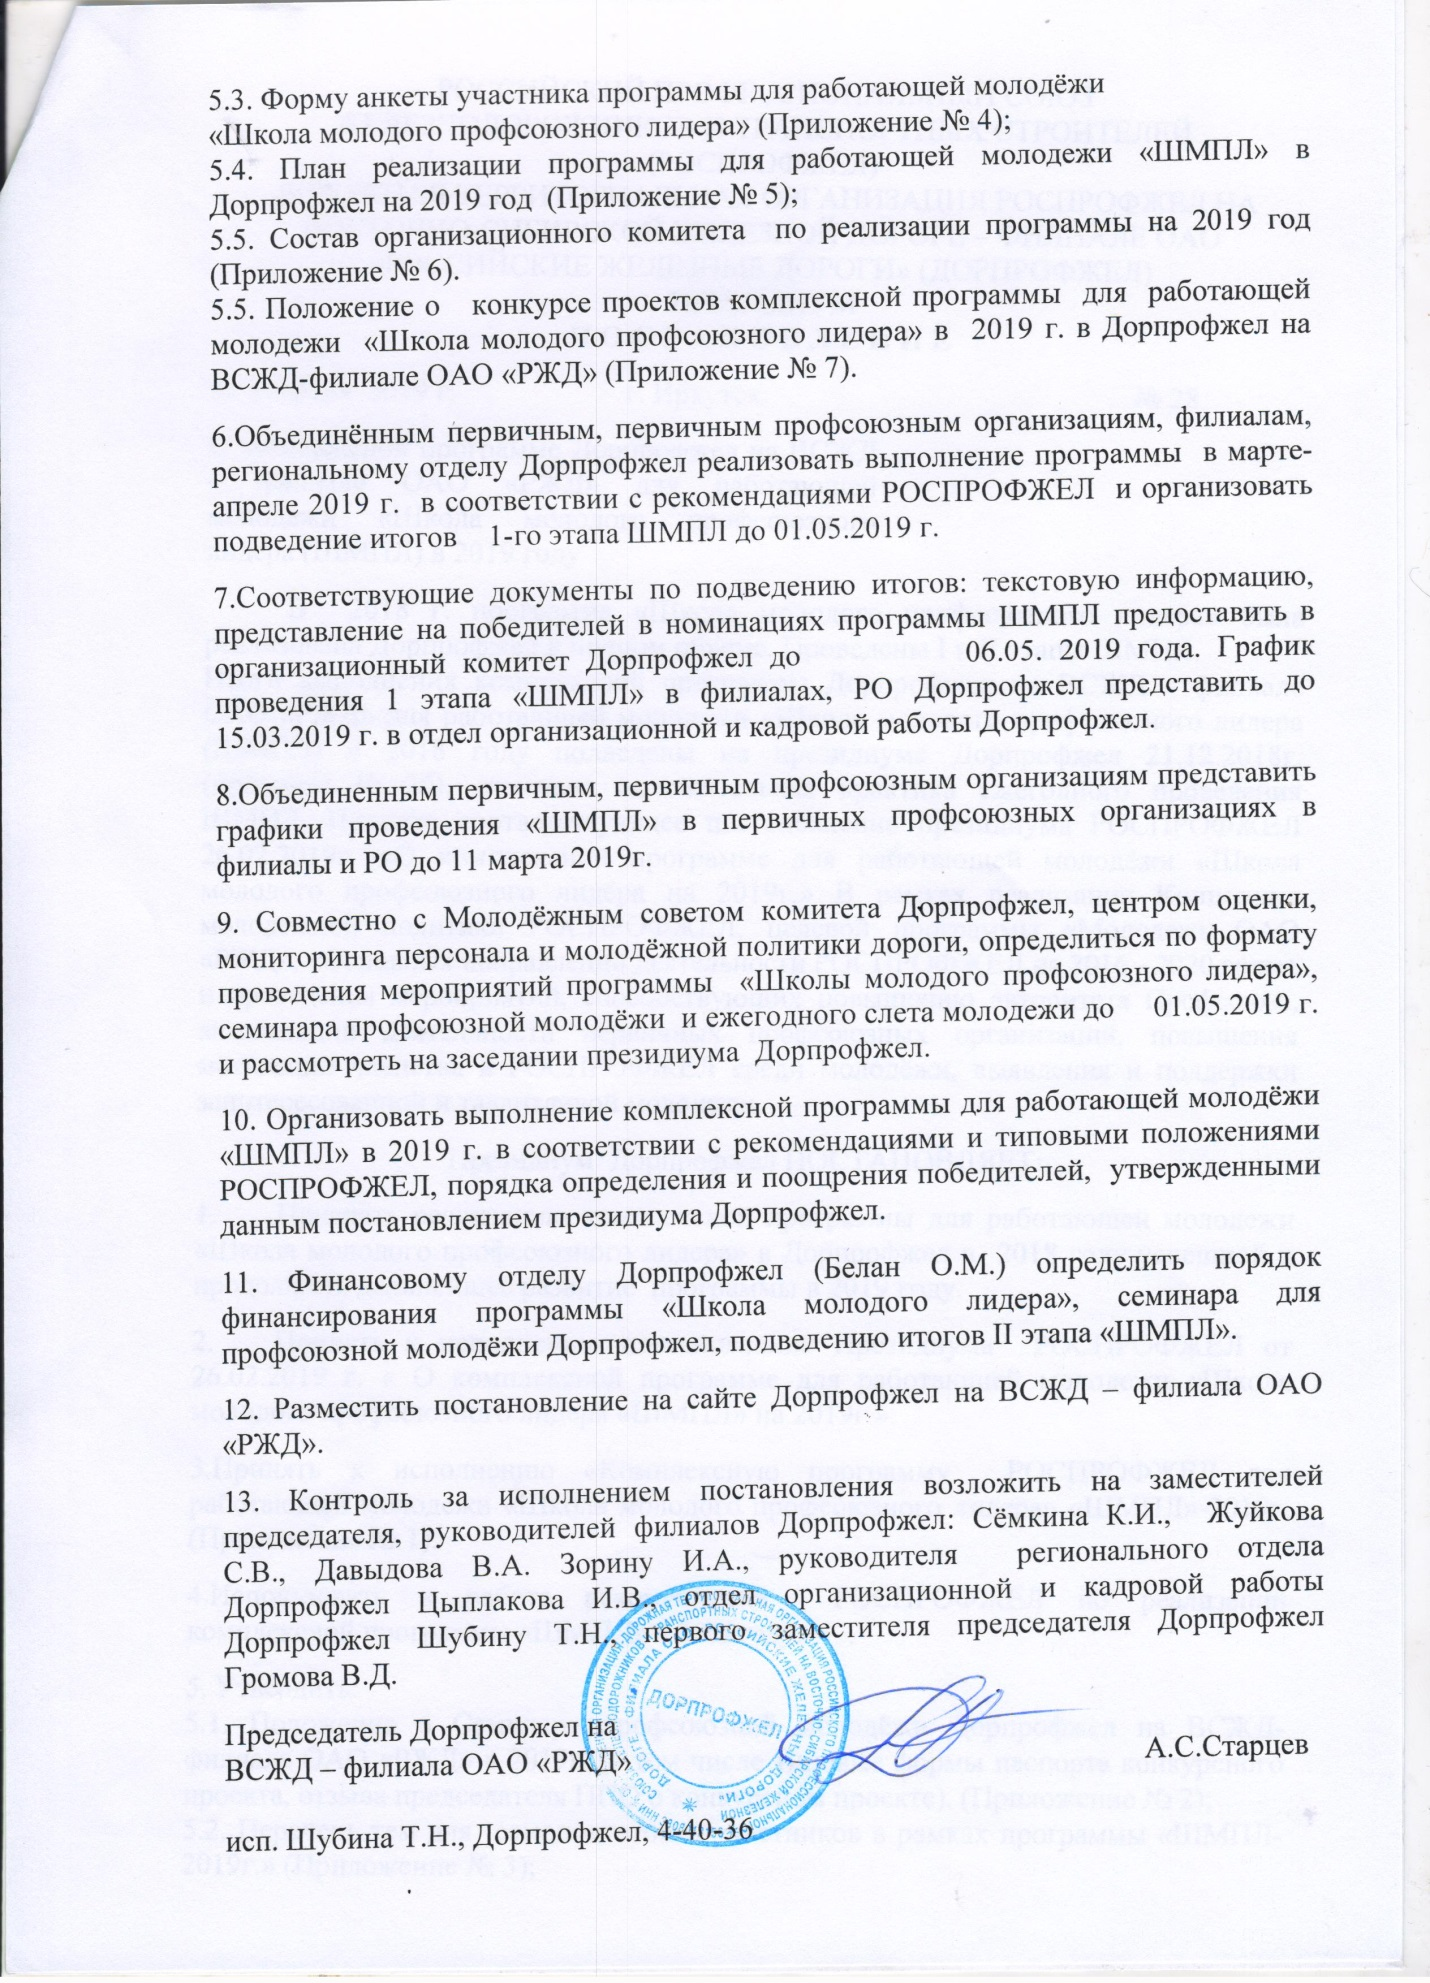 5.3. Форму анкеты участника программы для работающей молодёжи
«Школа молодого профсоюзного лидера» (Приложение № 4);
5.4. План реализации программы для работающей молодежи «ШМПЛ» в
Дорпрофжел на 2019 год (Приложение № 5);
5.5. Состав организационного комитета по реализации программы на 2019 год
(Приложение № 6).
5.5. Положение о конкурсе проектов комплексной программы для работающей
молодежи «Школа молодого профсоюзного лидера» в 2019 г. в Дорпрофжел на
ВСЖД-филиале ОАО «РЖД» (Приложение № 7).
6.Объединённым первичным, первичным профсоюзным организациям, филиалам,
региональному отделу Дорпрофжел реализовать выполнение программы в марте-
апреле 2019 г. в соответствии с рекомендациями РОСПРОФЖЕЛ и организовать
подведение итогов 1-го этапа ШМПЛ до 01.05.2019 г.
7.Соответствующие документы по подведению итогов: текстовую информацию,
представление на победителей в номинациях программы ШМПЛ предоставить в
организационный комитет Дорпрофжел до 06.05. 2019 года. График
проведения 1 этапа «ШМПЛ» в филиалах, РО Дорпрофжел представить до
15.03.2019 г. в отдел организационной и кадровой работы Дорпрофжел.
8.Объединенным первичным, первичным профсоюзным организациям представить
графики проведения «ШМПЛ» в первичных профсоюзных организациях в
филиалы и РО до 11 марта 2019г.
9. Совместно с Молодёжным советом комитета Дорпрофжел, центром оценки,
мониторинга персонала и молодёжной политики дороги, определиться по формату
проведения мероприятий программы «Школы молодого профсоюзного лидера»,
семинара профсоюзной молодёжи и ежегодного слета молодежи до 01.05.2019 г.
и рассмотреть на заседании президиума Дорпрофжел.
10. Организовать выполнение комплексной программы для работающей молодёжи
«ШМПЛ» в 2019 г. в соответствии с рекомендациями и типовыми положениями
РОСПРОФЖЕЛ, порядка определения и поощрения победителей, утвержденными
данным постановлением президиума Дорпрофжел.
11. Финансовому отделу Дорпрофжел (Белан О.М.) определить порядок
финансирования программы «Школа молодого лидера», семинара для
профсоюзной молодёжи Дорпрофжел, подведению итогов II этапа «ШМПЛ».
12. Разместить постановление на сайте Дорпрофжел на ВСЖД – филиала ОАО
«РЖД».
13. Контроль за исполнением постановления возложить на заместителей
председателя, руководителей филиалов Дорпрофжел: Сёмкина К.И., Жуйкова
С.В., Давыдова В.А. Зорину И.А., руководителя регионального отдела
Дорпрофжел Цыплакова И.В., отдел организационной и кадровой работы
Дорпрофжел Шубину Т.Н., первого заместителя председателя Дорпрофжел
Громова В.Д.
Председатель Дорпрофжел на
ВСЖД – филиала ОАО «РЖД» А.С.Старцев
ДОРПРОФЖЕЛ
исп. Шубина Т.Н., Дорпрофжел, 4-40-36